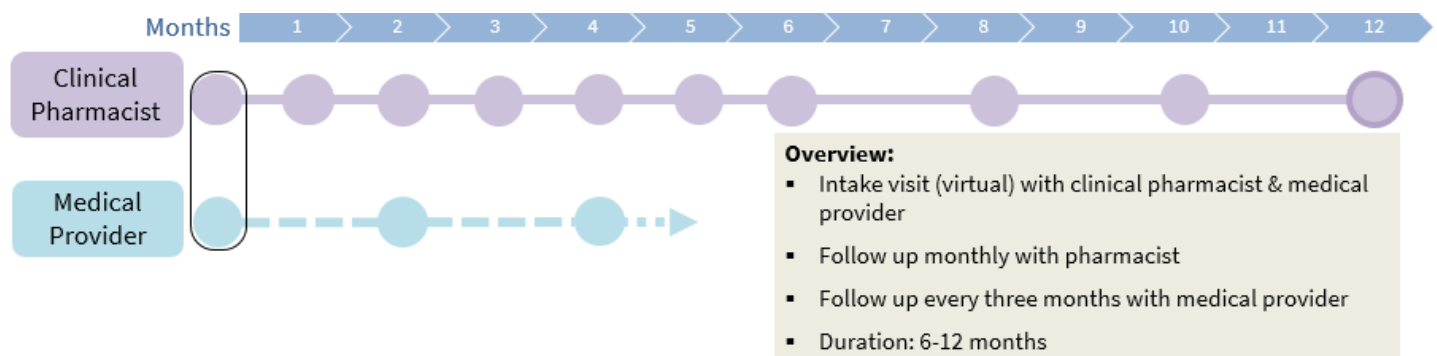 Months 1 2 3 4 5 6 7 8 9 10 11 12
Clinical
Pharmacist
Medical
Provider
Overview:
▪ Intake visit (virtual) with clinical pharmacist & medical
provider
▪ Follow up monthly with pharmacist
▪ Follow up every three months with medical provider
▪ Duration: 6-12 months